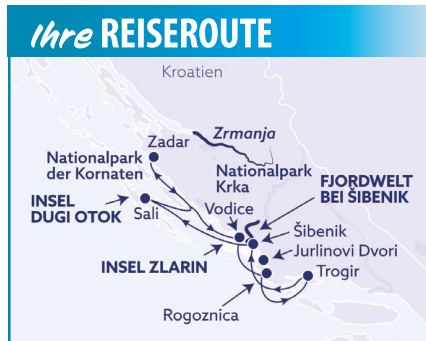 Ihre REISEROUTE
Kroatien
Zrmanja
Zadar
Nationalpark
der Kornaten
Nationalpark
Krka
FJORDWELT
BEI ŠIBENIK
INSEL
DUGI OTOK
Sali
Vodice
Šibenik
Jurlinovi Dvori
INSEL ZLARIN
Trogir
Rogoznica